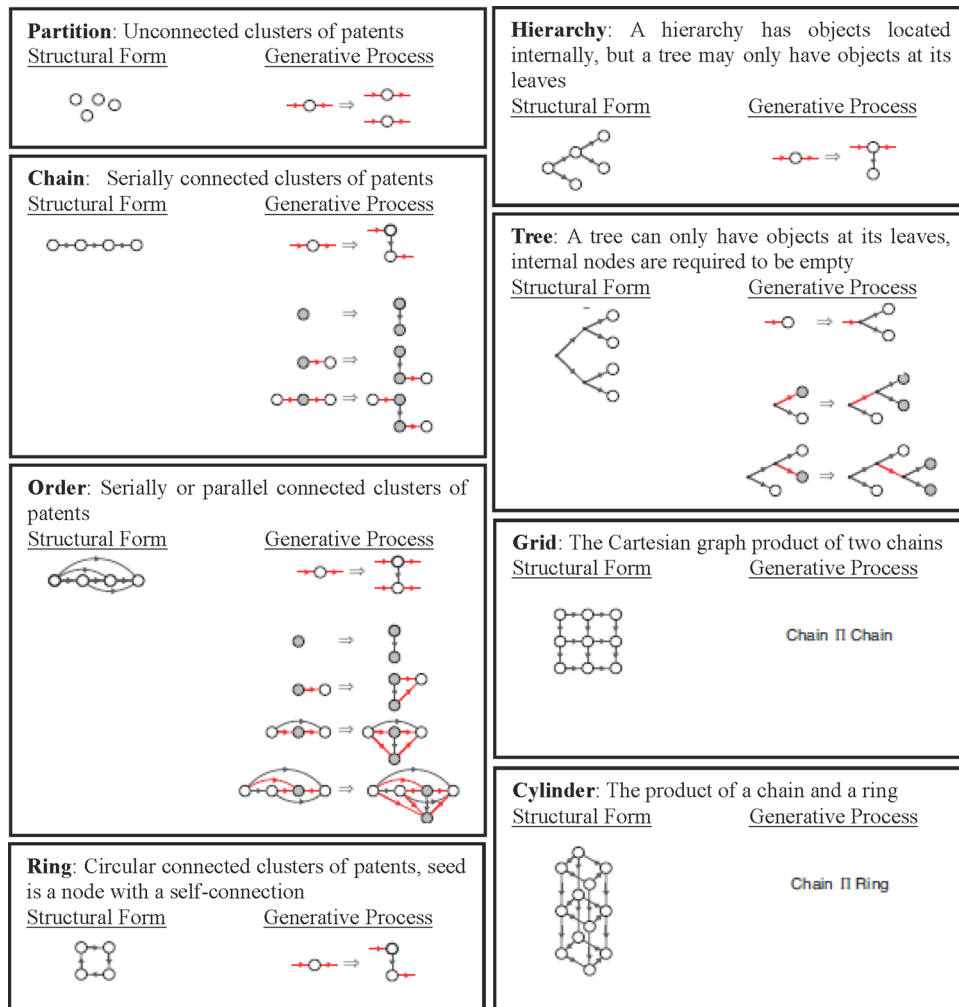 Partition: Unconnected clusters of patents
Structural Form Generative Process
Chain: Serially connected clusters of patents
Structural Form Generative Process
Order: Serially or parallel connected clusters of
patents
Structural Form Generative Process
Ring: Circular connected clusters of patents, seed
is a node with a self-connection
Structural Form Generative Process
Hierarchy: A hierarchy has objects located
internally, but a tree may only have objects at its
leaves
Structural Form Generative Process
Tree: A tree can only have objects at its leaves,
internal nodes are required to be empty
Structural Form Generative Process
Grid: The Cartesian graph product of two chains
Structural Form Generative Process
Chain Π Chain
Cylinder: The product of a chain and a ring
Structural Form Generative Process
Chain Π Ring